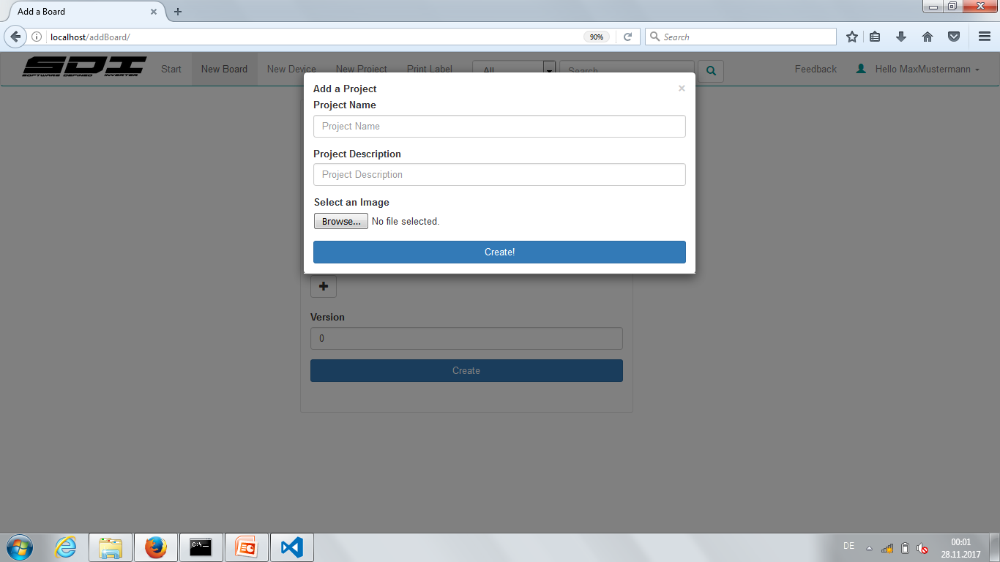 Add a Board
localhost/addBoard/
90%
Search
SDI
SOFTWARE DEFINED INVERTER
Start
New Board
New Device
New Project
Print Label
All
Search
Feedback
Hello MaxMustermann
Add a Project
×
Project Name
Project Name
Project Description
Project Description
Select an Image
Browse... No file selected.
Create!
Version
0
Create
C:\_
DE
00:01
28.11.2017